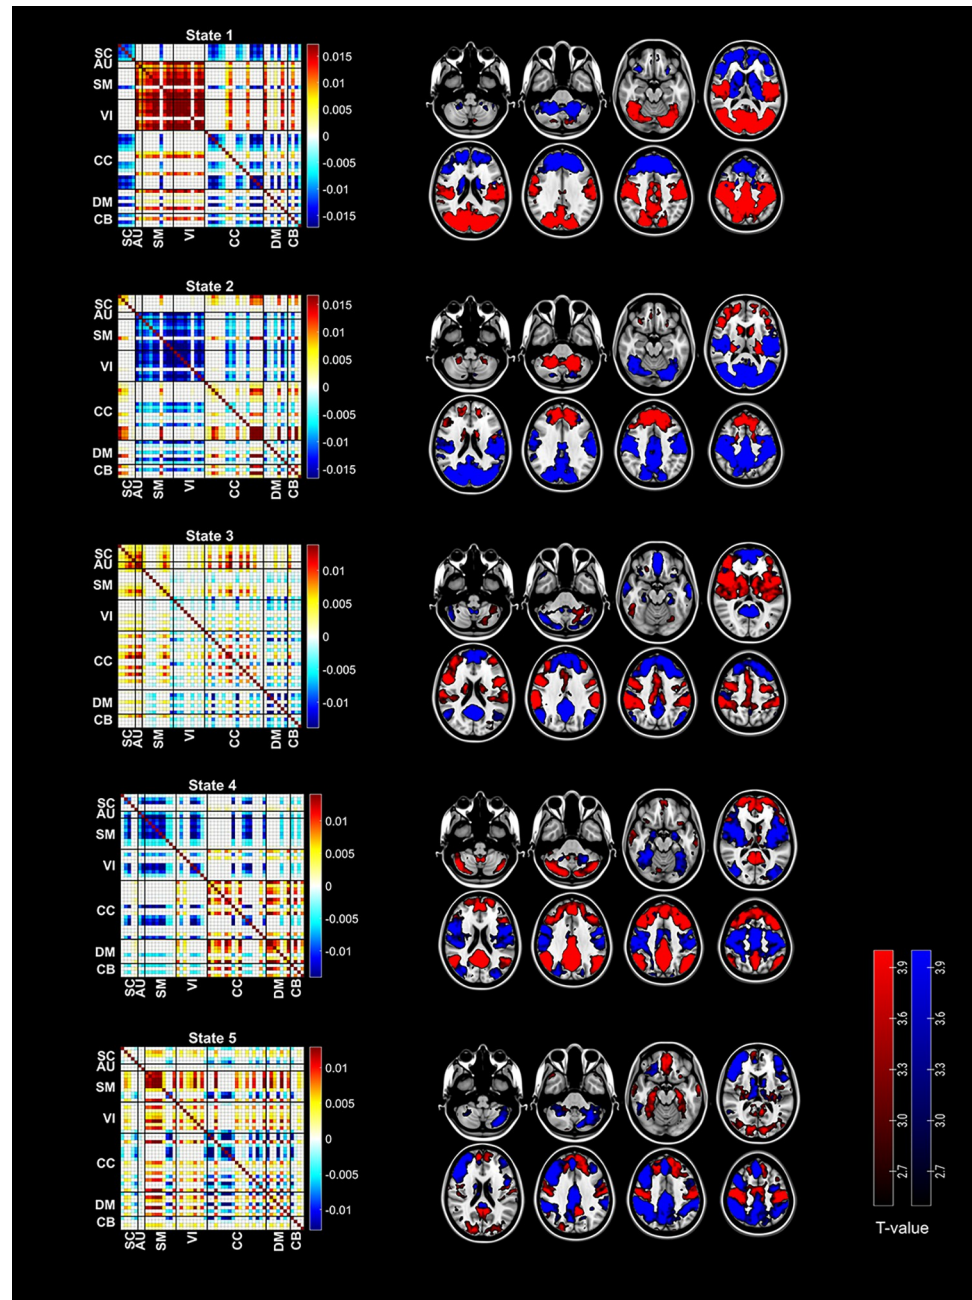 State 1
SC
AU
SM
VI
CC
DM
CB
0.015
0.01
0.005
0
-0.005
-0.01
-0.015
SC AU SM VI CC DM CB
State 2
SC
AU
SM
VI
CC
DM
CB
0.015
0.01
0.005
0
-0.005
-0.01
-0.015
SC AU SM VI CC DM CB
State 3
SC
AU
SM
VI
CC
DM
CB
0.01
0.005
0
-0.005
-0.01
SC AU SM VI CC DM CB
State 4
SC
AU
SM
VI
CC
DM
CB
0.01
0.005
0
-0.005
-0.01
SC AU SM VI CC DM CB
State 5
SC
AU
SM
VI
CC
DM
CB
0.01
0.005
0
-0.005
-0.01
SC AU SM VI CC DM CB
3.9 3.9
3.6 3.6
3.3 3.3
3.0 3.0
2.7 2.7
T-value